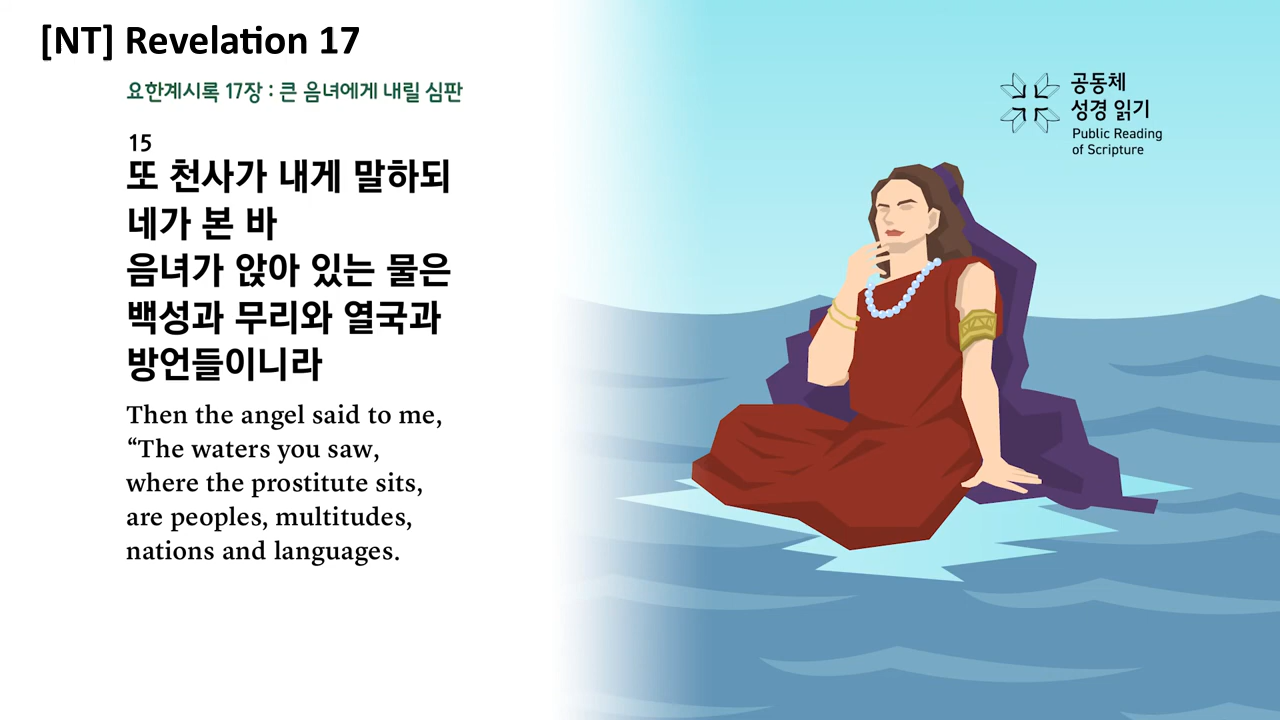 [NT] Revelation 17
요한계시록 17장 : 큰 음녀에게 내릴 심판
15
또 천사가 내게 말하되
네가 본 바
음녀가 앉아 있는 물은
백성과 무리와 열국과
방언들이니라
Then the angel said to me,
“The waters you saw,
where the prostitute sits,
are peoples, multitudes,
nations and languages.
공동체
성경 읽기
Public Reading
of Scripture